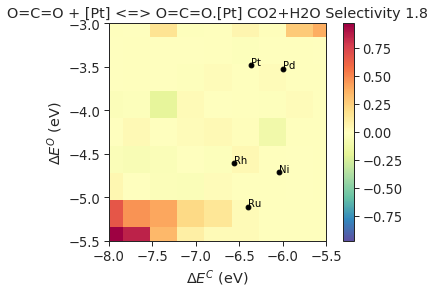 O=C=O + [Pt] <=> O=C=O.[Pt] CO2+H2O Selectivity 1.8
−3.0
−3.5
−4.0
−4.5
−5.0
−5.5
ΔE^O (eV)
Pt
Pd
Rh
Ni
Ru
−8.0 −7.5 −7.0 −6.5 −6.0 −5.5
ΔE^C (eV)
0.75
0.50
0.25
0.00
−0.25
−0.50
−0.75